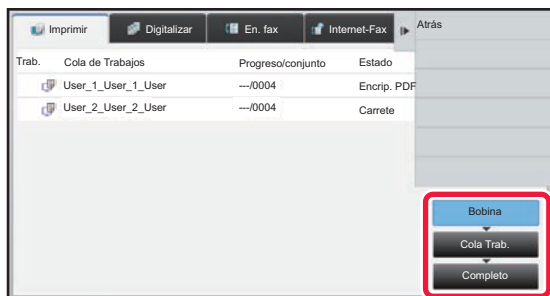 Imprimir Digitalizar En. fax Internet-Fax Atrás
Trab. Cola de Trabajos Progreso/conjunto Estado
User_1_User_1_User ---/0004 Encrip. PDF
User_2_User_2_User ---/0004 Carrete
Bobina
Cola Trab.
Completo